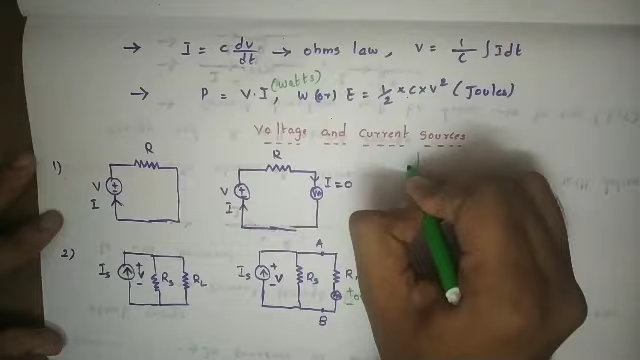 → I = c dv/dt → ohms law, V = 1/c ∫ I dt
→ P = V·I (watts), W (or) E = 1/2 × C × V² (Joules)
Voltage and current sources
1) R V I R V I V0 I = 0
2) Is + V - Rs RL Is + V - Rs A B